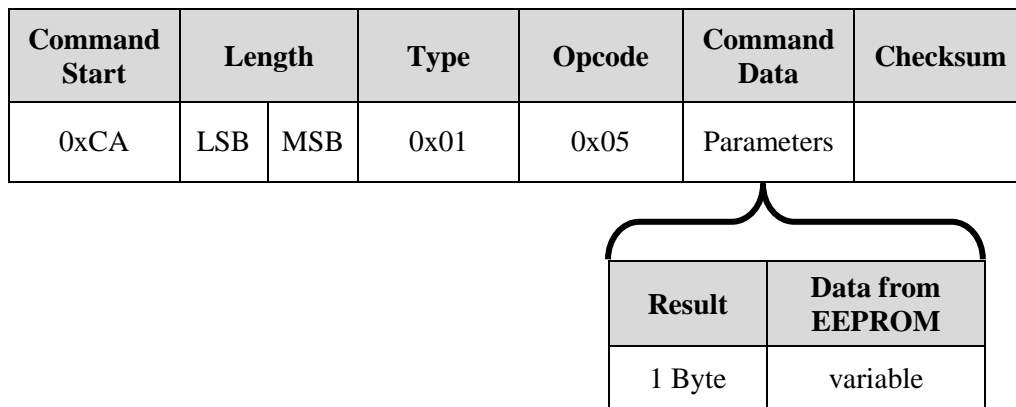 Command Start Length Type Opcode Command Data Checksum
0xCA LSB MSB 0x01 0x05 Parameters
Result Data from EEPROM
1 Byte variable